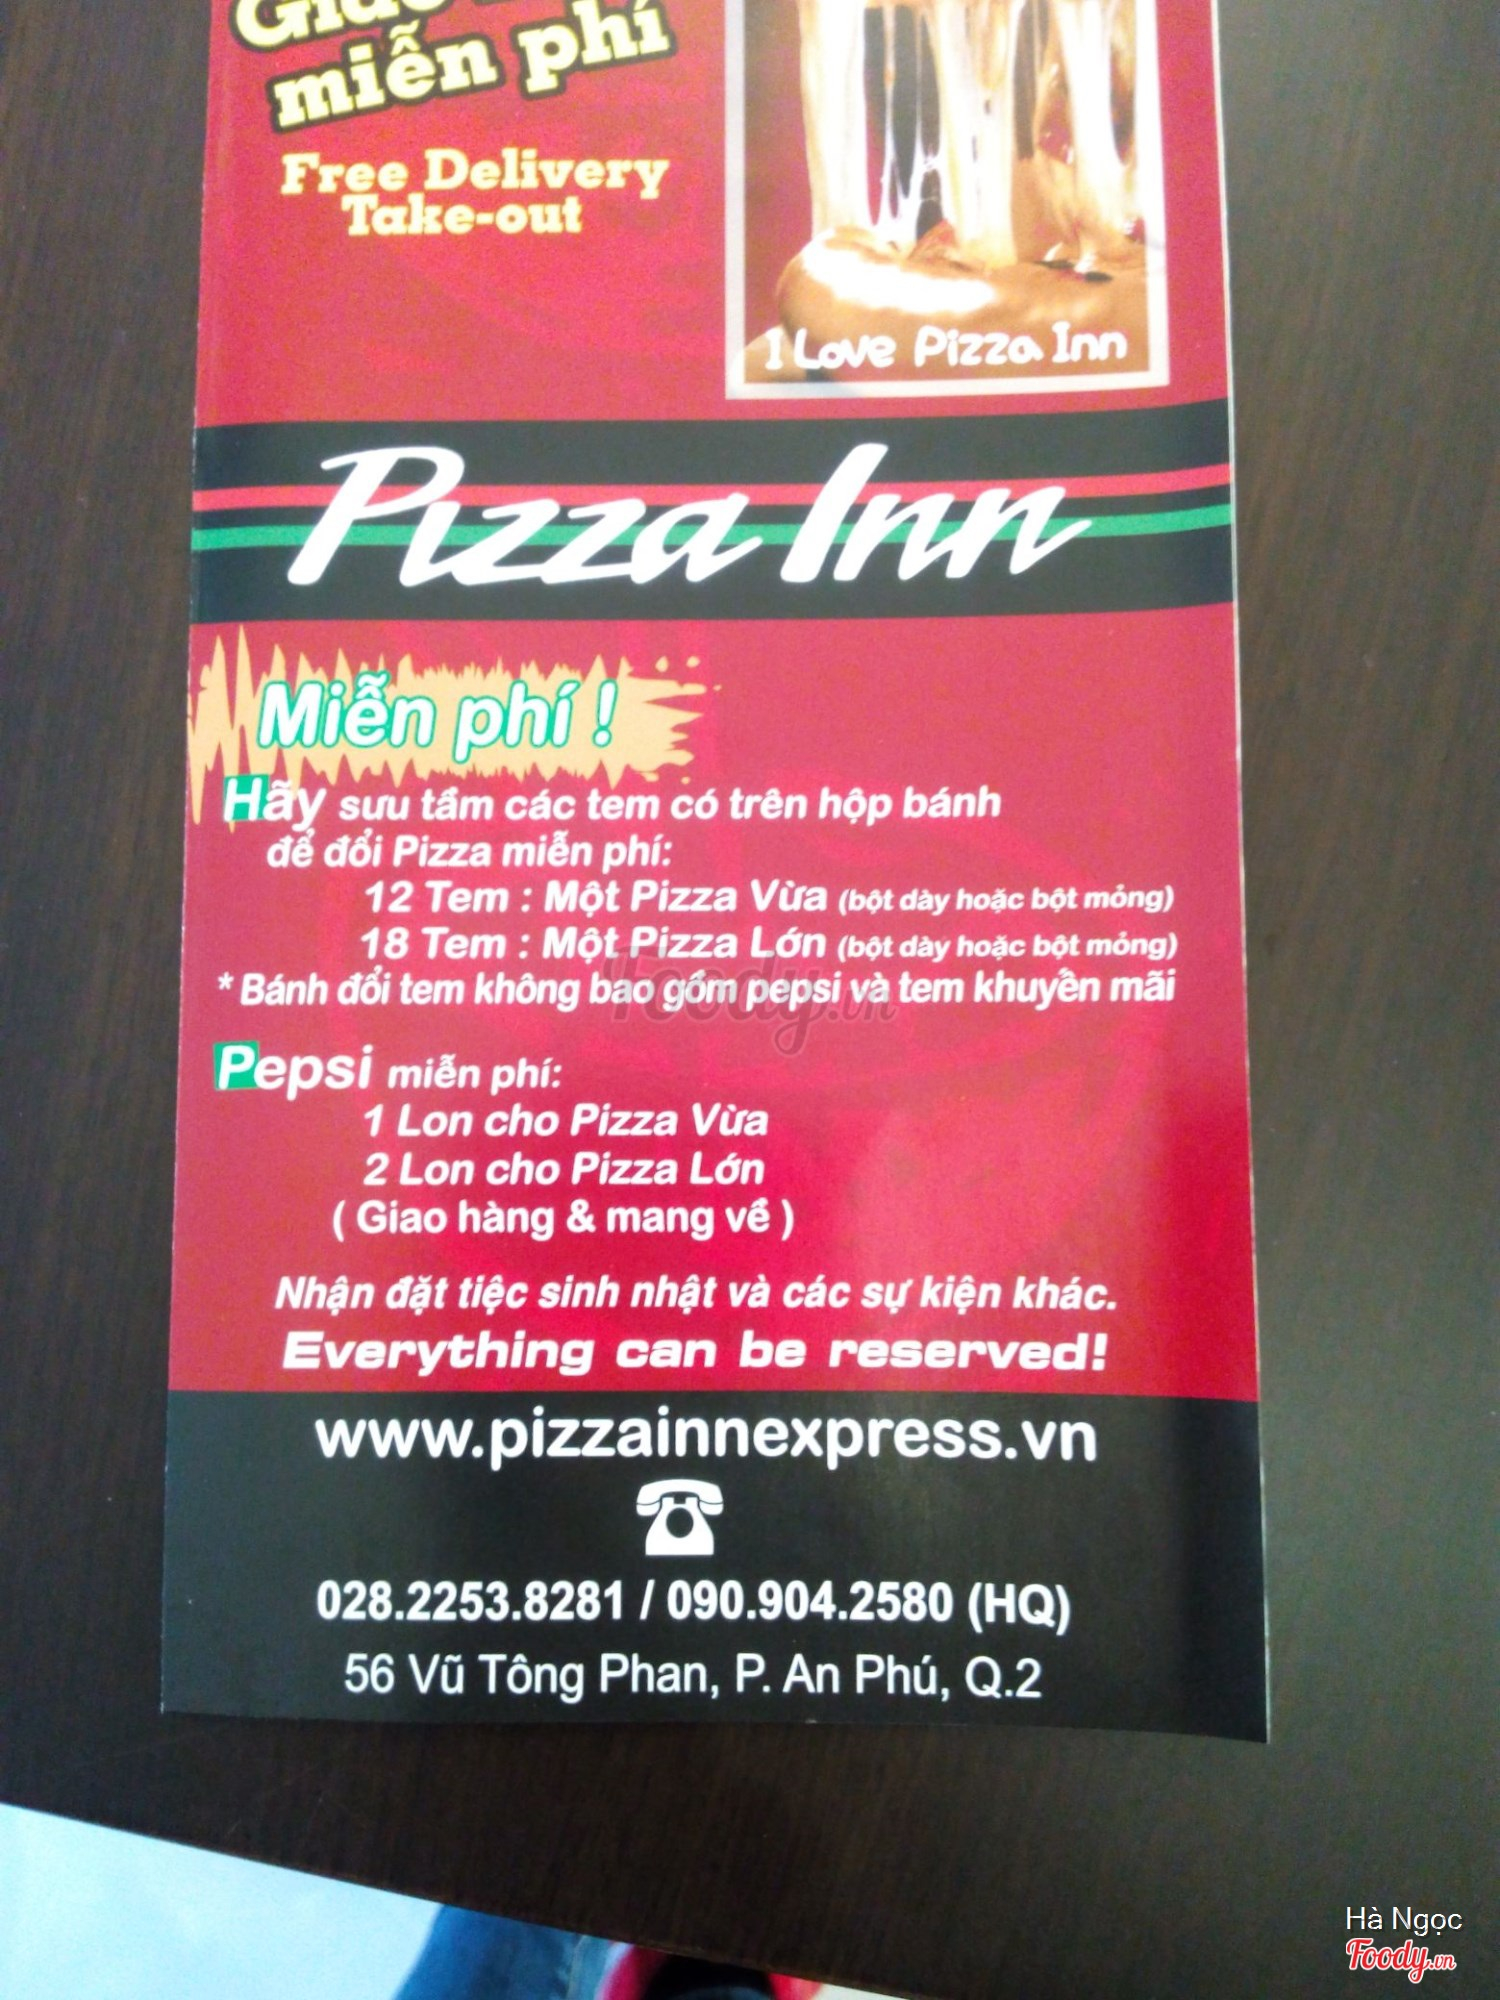 miễn phí
Free Delivery
Take-out
I Love Pizza Inn
Pizza Inn
Miễn phí !
Hãy sưu tầm các tem có trên hộp bánh
để đổi Pizza miễn phí:
12 Tem : Một Pizza Vừa (bột dày hoặc bột mỏng)
18 Tem : Một Pizza Lớn (bột dày hoặc bột mỏng)
* Bánh đổi tem không bao gồm pepsi và tem khuyễn mãi
Foody.vn
Pepsi miễn phí:
1 Lon cho Pizza Vừa
2 Lon cho Pizza Lớn
( Giao hàng & mang về )
Nhận đặt tiệc sinh nhật và các sự kiện khác.
Everything can be reserved!
www.pizzainnexpress.vn
028.2253.8281 / 090.904.2580 (HQ)
56 Vũ Tông Phan, P. An Phú, Q.2
Hà Ngọc
Foody.vn